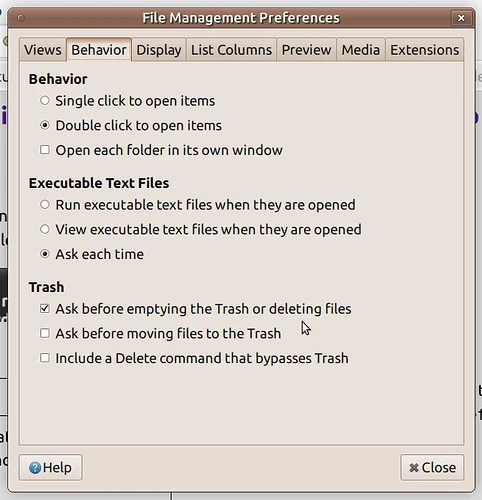 File Management Preferences
Views Behavior Display List Columns Preview Media Extensions
Behavior
Single click to open items
Double click to open items
Open each folder in its own window
Executable Text Files
Run executable text files when they are opened
View executable text files when they are opened
Ask each time
Trash
Ask before emptying the Trash or deleting files
Ask before moving files to the Trash
Include a Delete command that bypasses Trash
Help Close